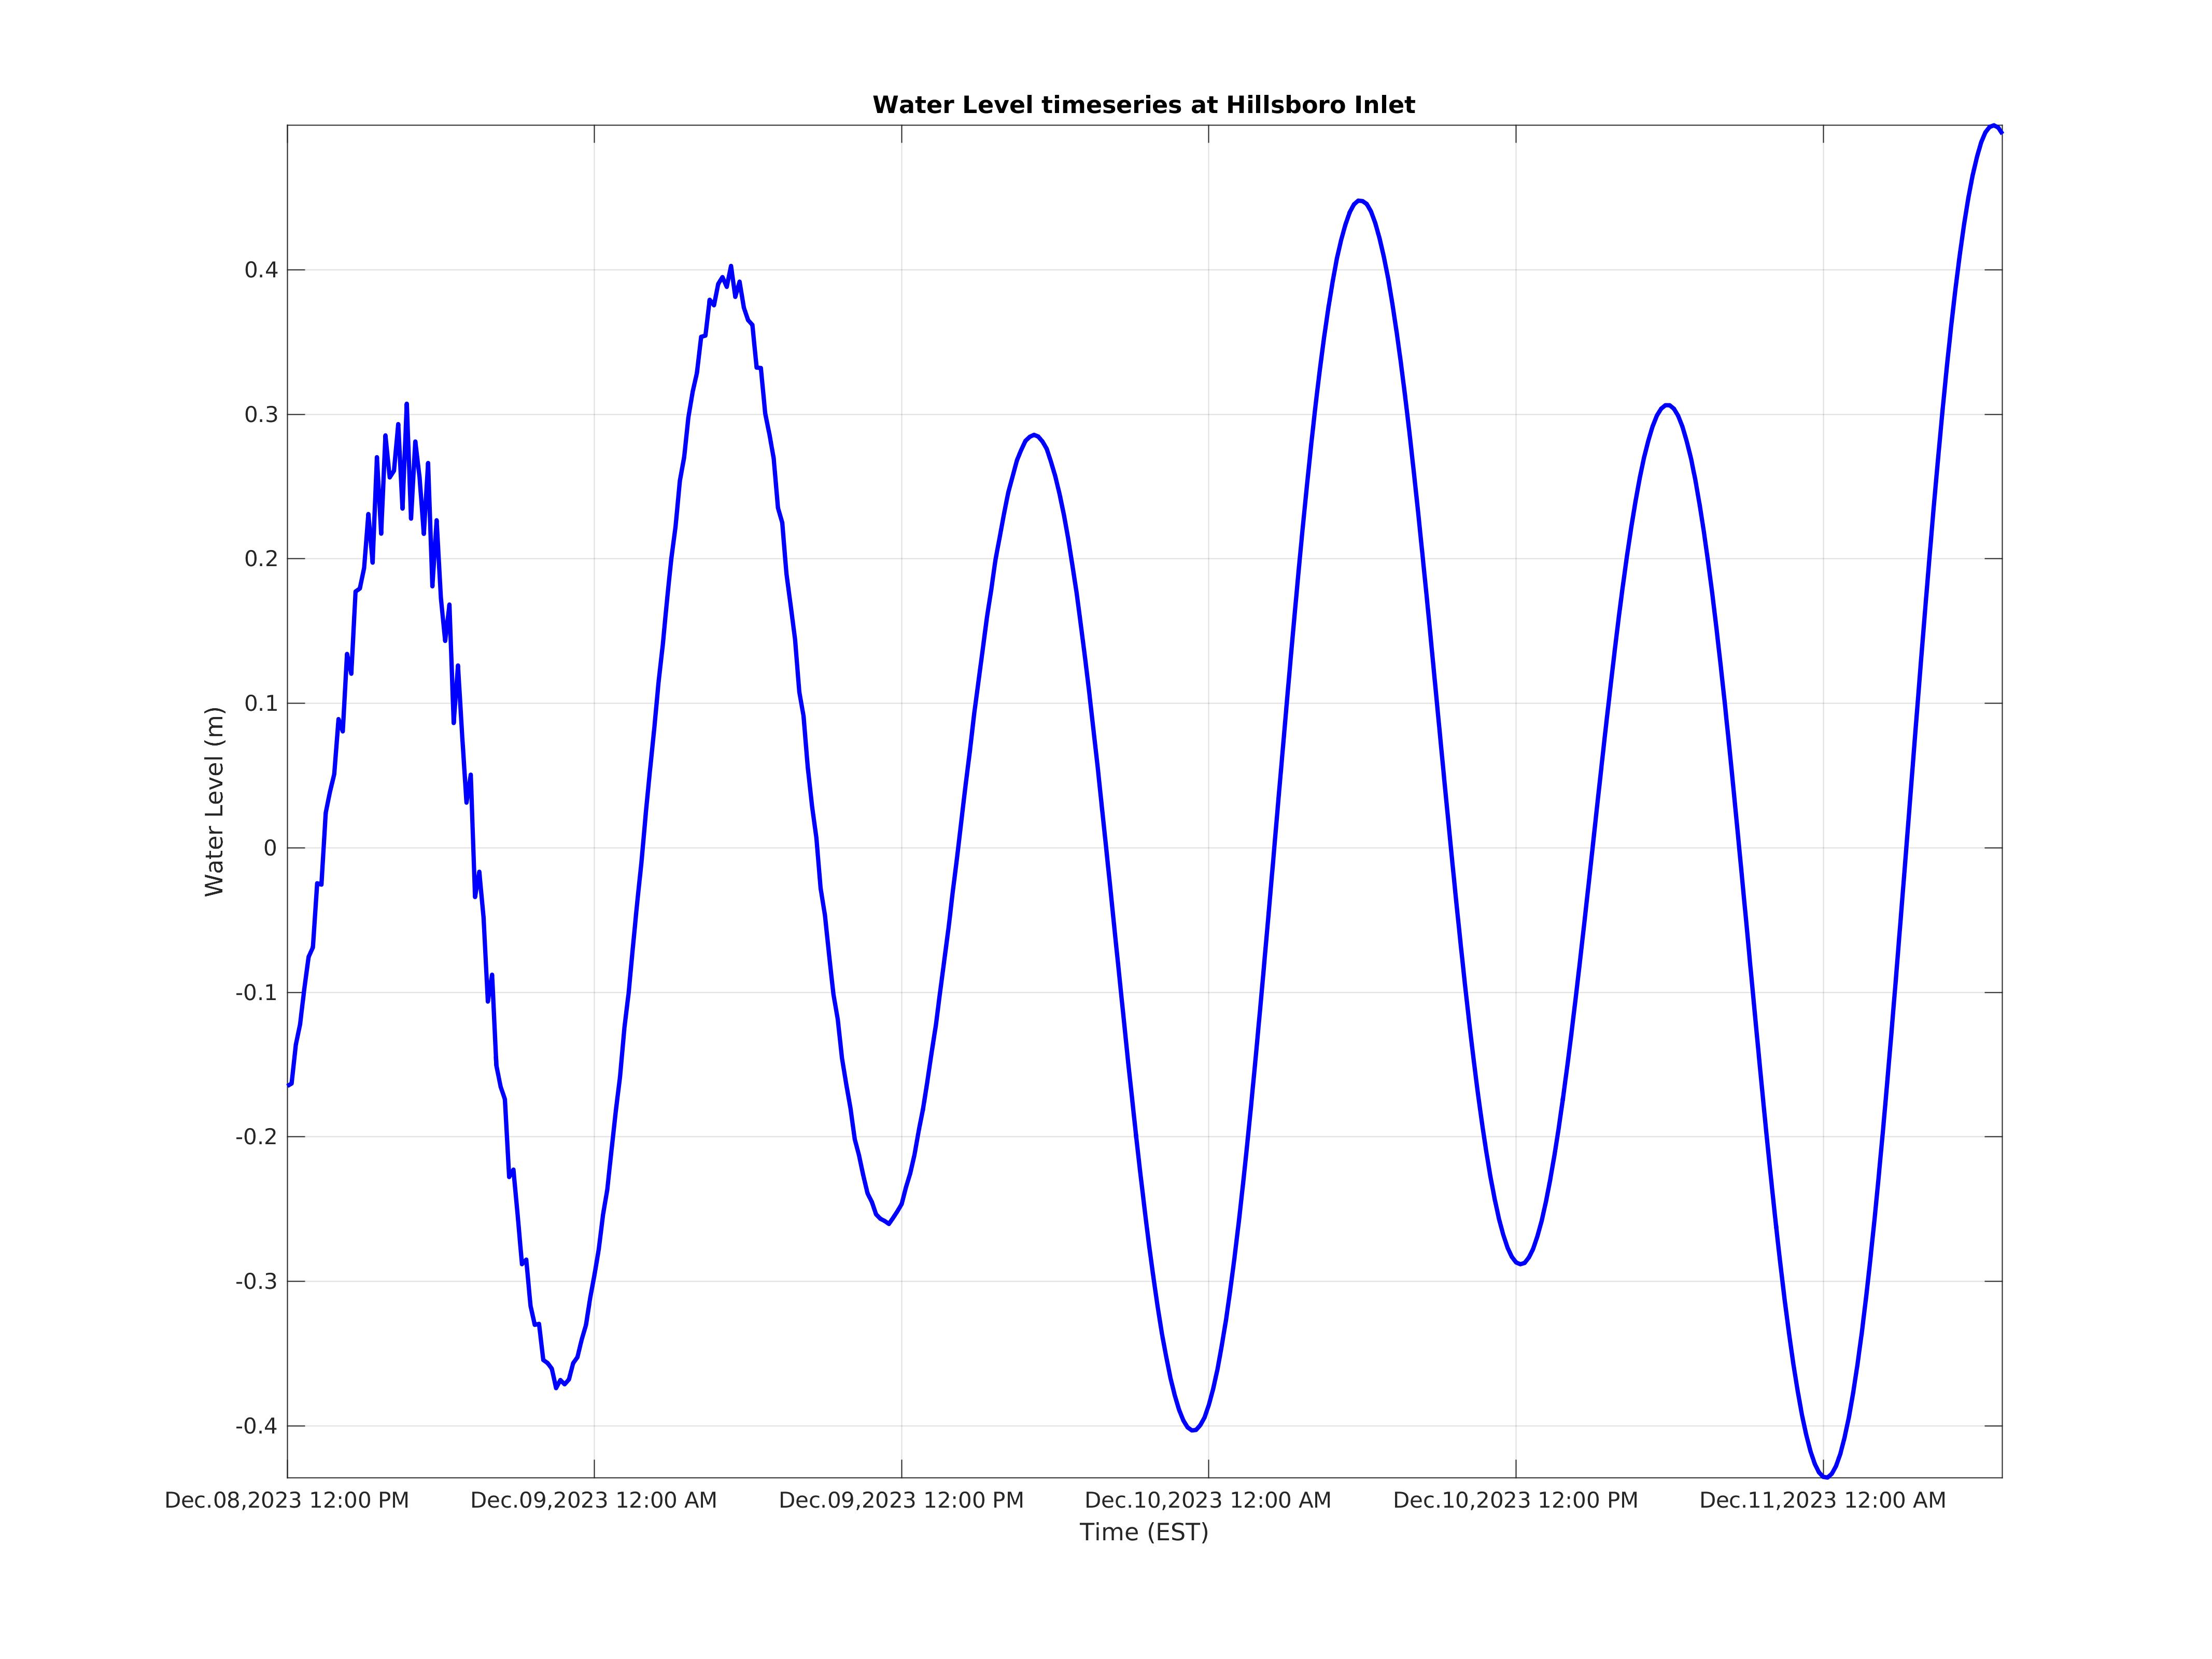 Water Level timeseries at Hillsboro Inlet
0.4
0.3
0.2
0.1
0
-0.1
-0.2
-0.3
-0.4
Water Level (m)
Dec.08,2023 12:00 PM Dec.09,2023 12:00 AM Dec.09,2023 12:00 PM Dec.10,2023 12:00 AM Dec.10,2023 12:00 PM Dec.11,2023 12:00 AM
Time (EST)